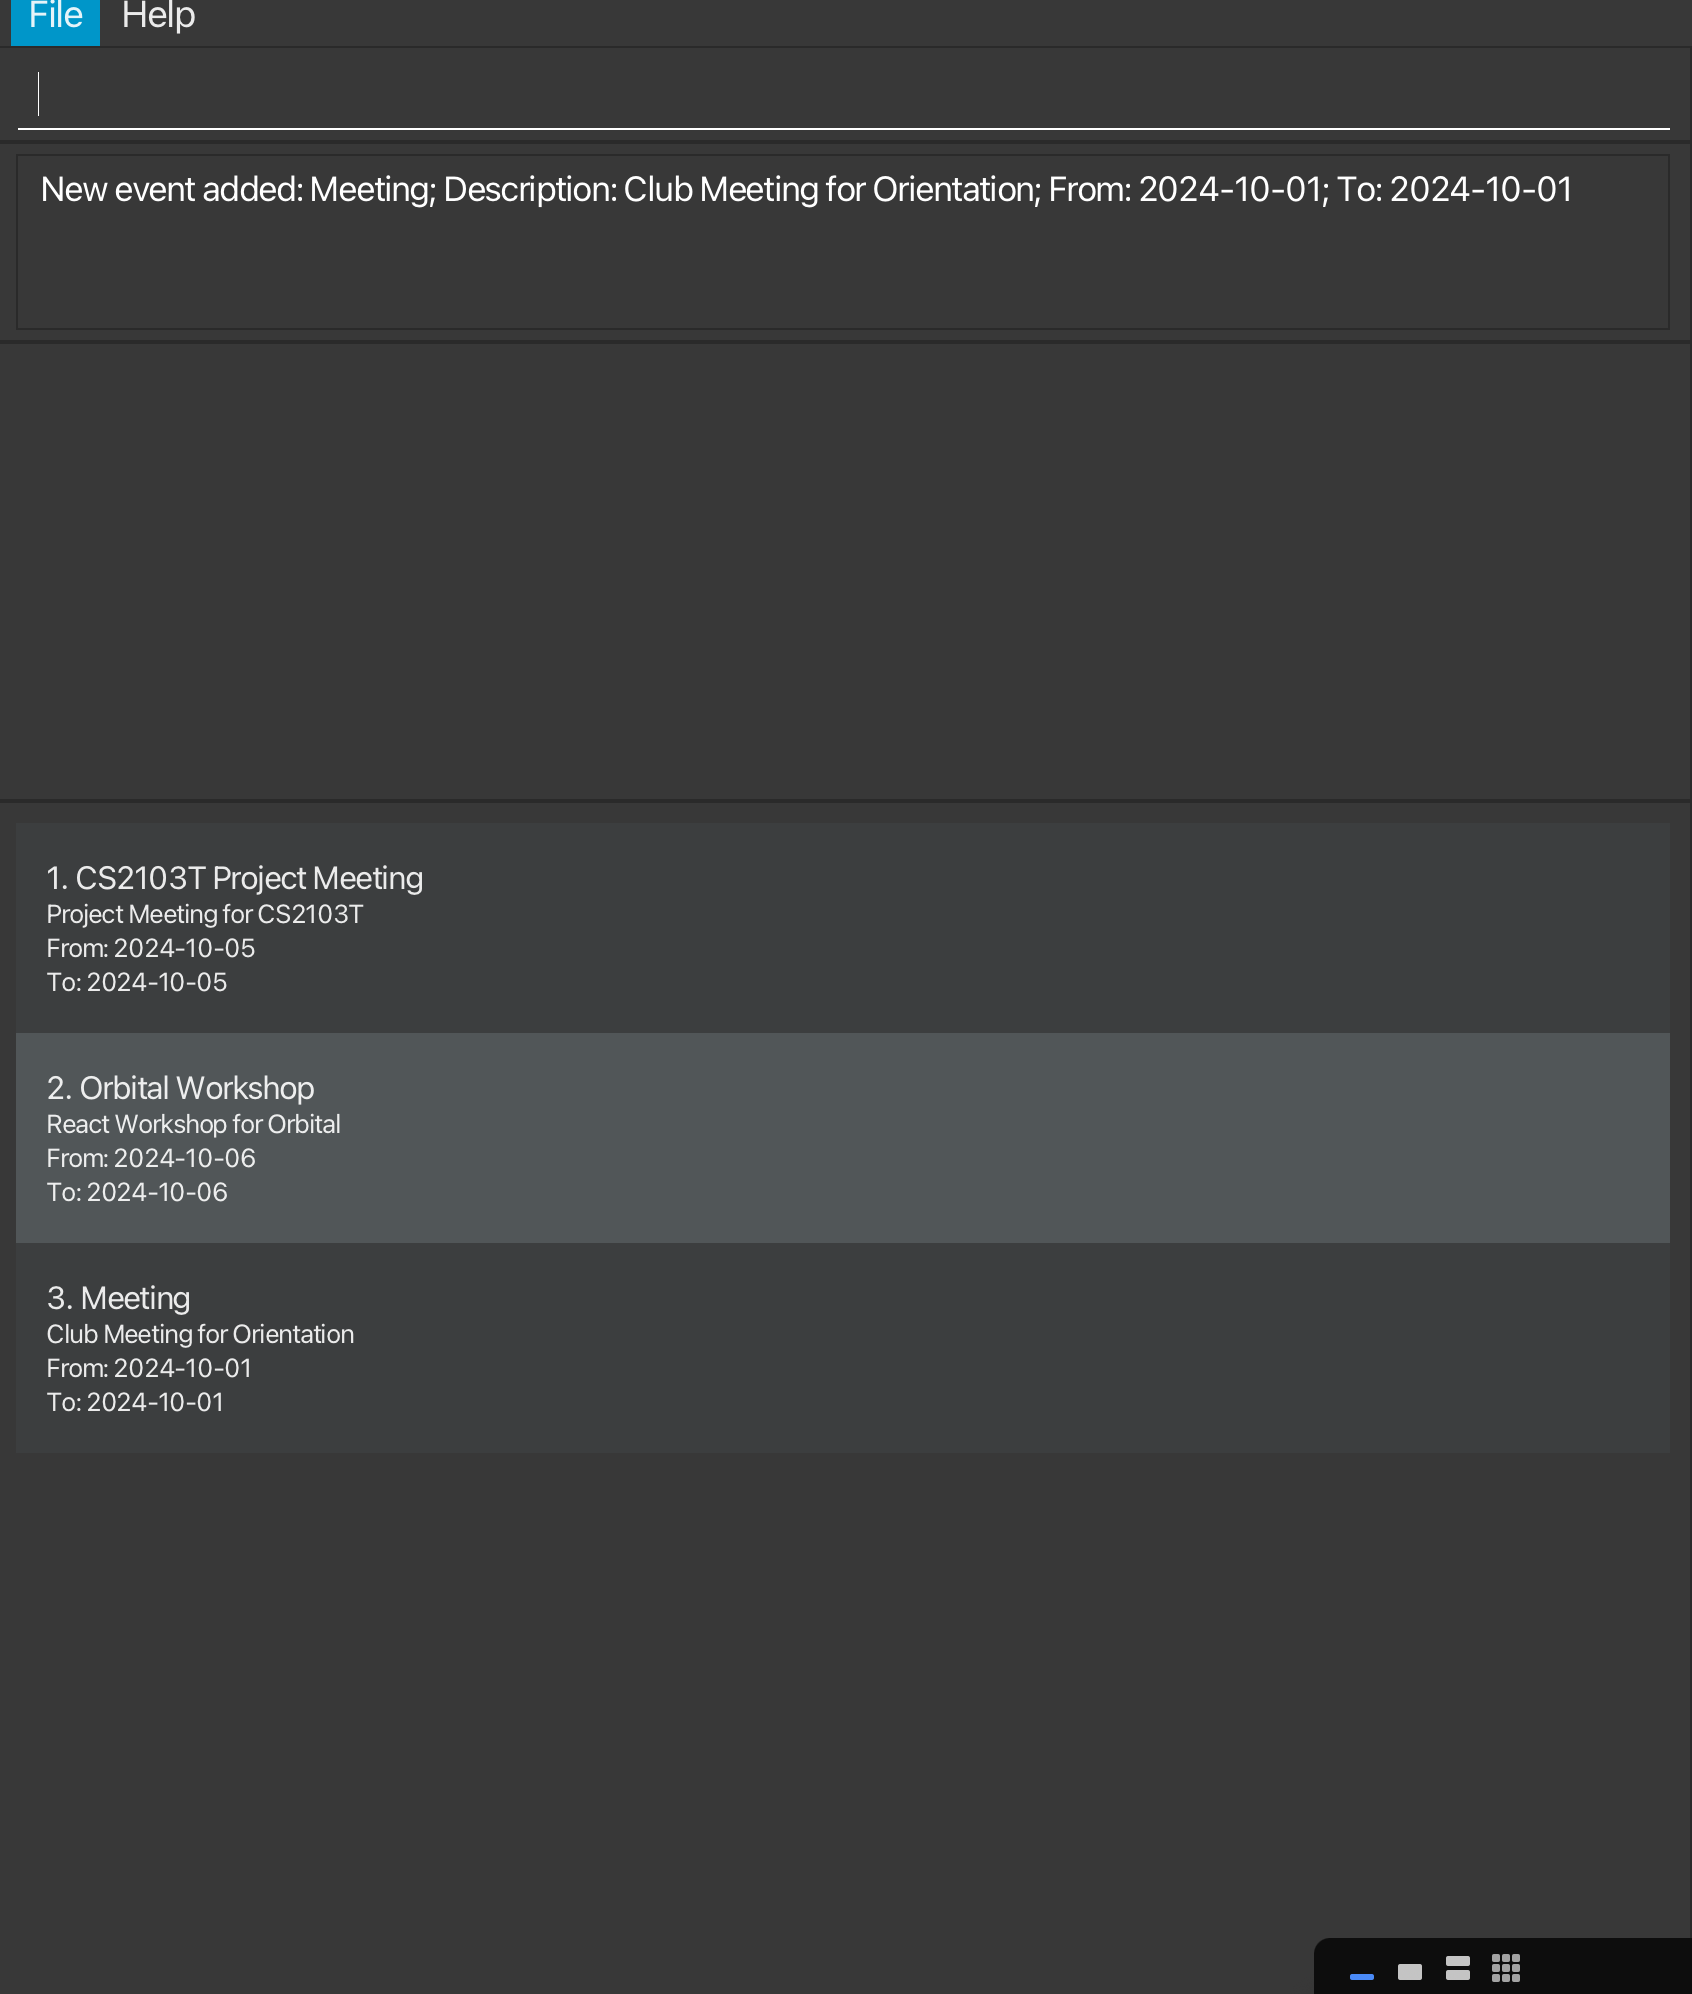 File Help
New event added: Meeting; Description: Club Meeting for Orientation; From: 2024-10-01; To: 2024-10-01
1. CS2103T Project Meeting
Project Meeting for CS2103T
From: 2024-10-05
To: 2024-10-05
2. Orbital Workshop
React Workshop for Orbital
From: 2024-10-06
To: 2024-10-06
3. Meeting
Club Meeting for Orientation
From: 2024-10-01
To: 2024-10-01